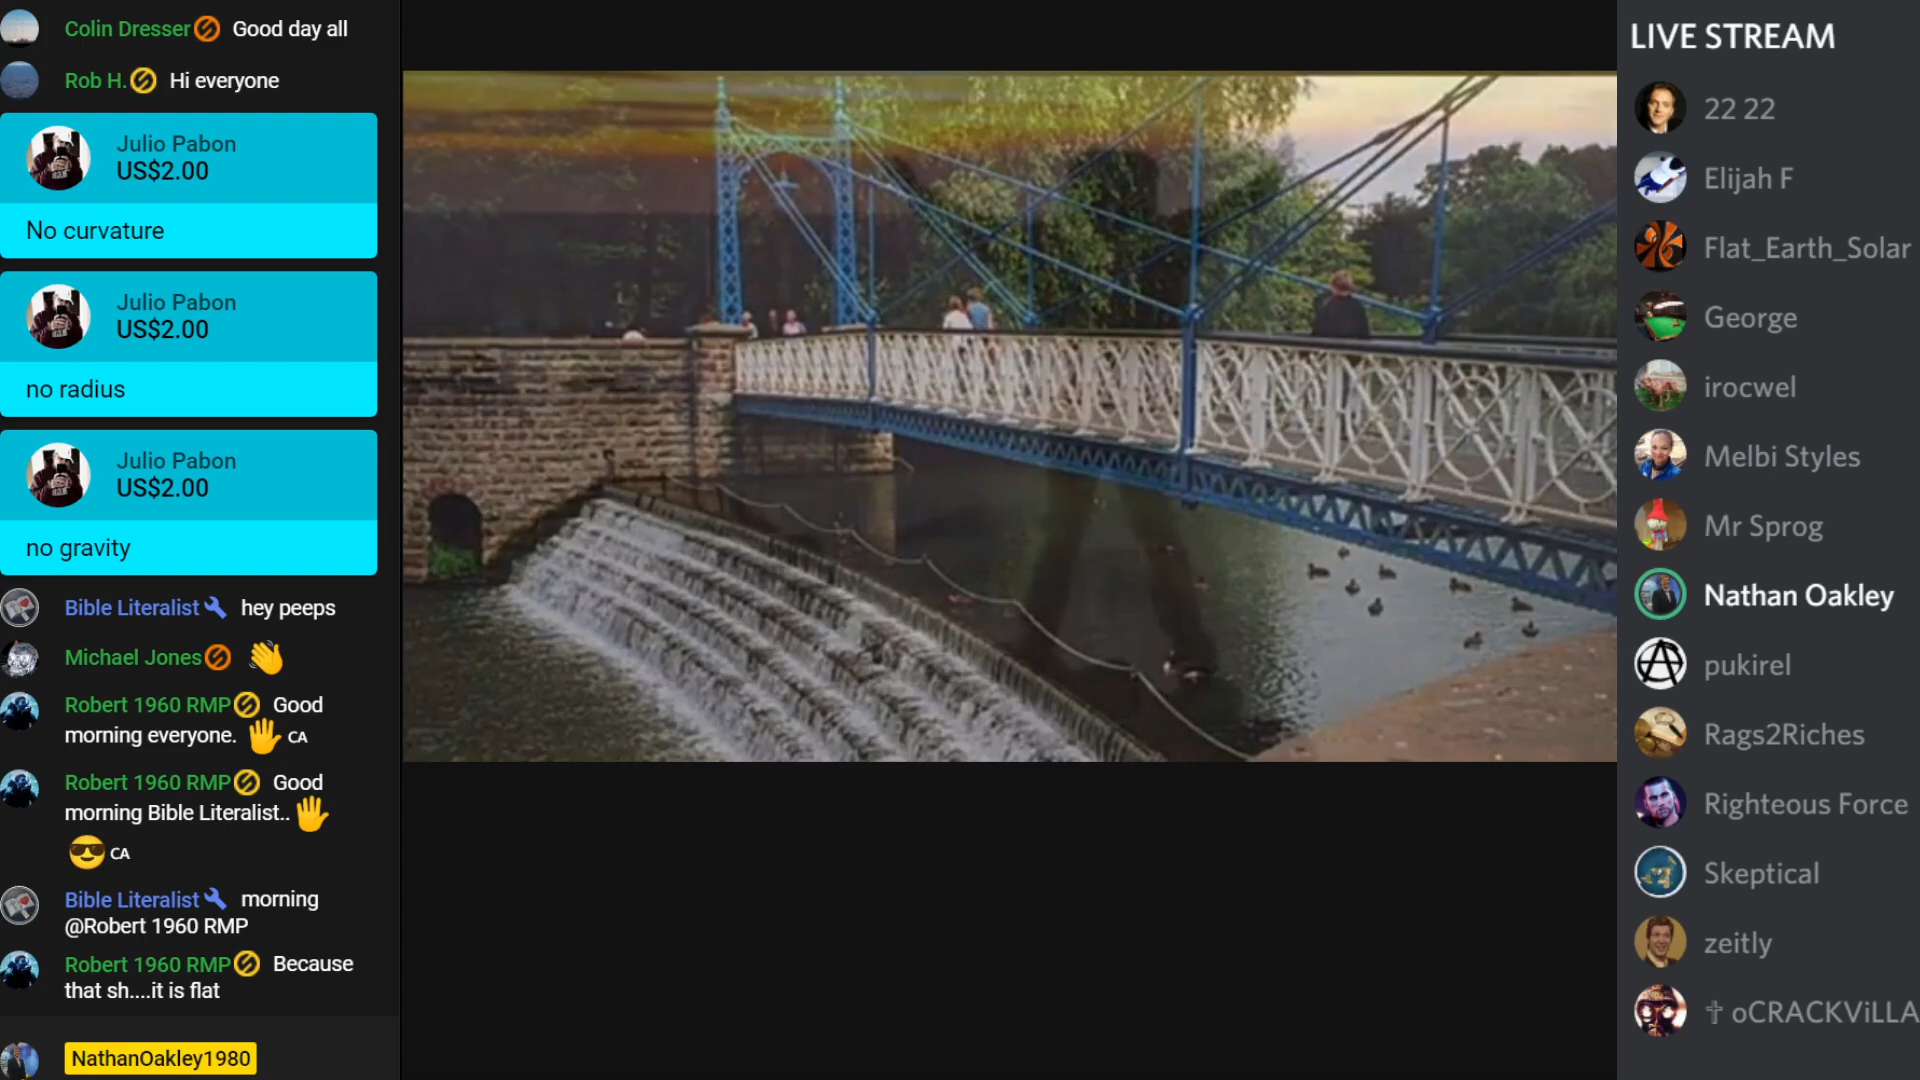 Colin Dresser Good day all
Rob H. Hi everyone
Julio Pabon
US$2.00
No curvature
Julio Pabon
US$2.00
no radius
Julio Pabon
US$2.00
no gravity
Bible Literalist hey peeps
Michael Jones
Robert 1960 RMP Good
morning everyone. CA
Robert 1960 RMP Good
morning Bible Literalist..
CA
Bible Literalist morning
@Robert 1960 RMP
Robert 1960 RMP Because
that sh....it is flat
NathanOakley1980
LIVE STREAM
22 22
Elijah F
Flat_Earth_Solar
George
irocwel
Melbi Styles
Mr Sprog
Nathan Oakley
pukirel
Rags2Riches
Righteous Force
Skeptical
zeitly
✝ oCRACKViLLA